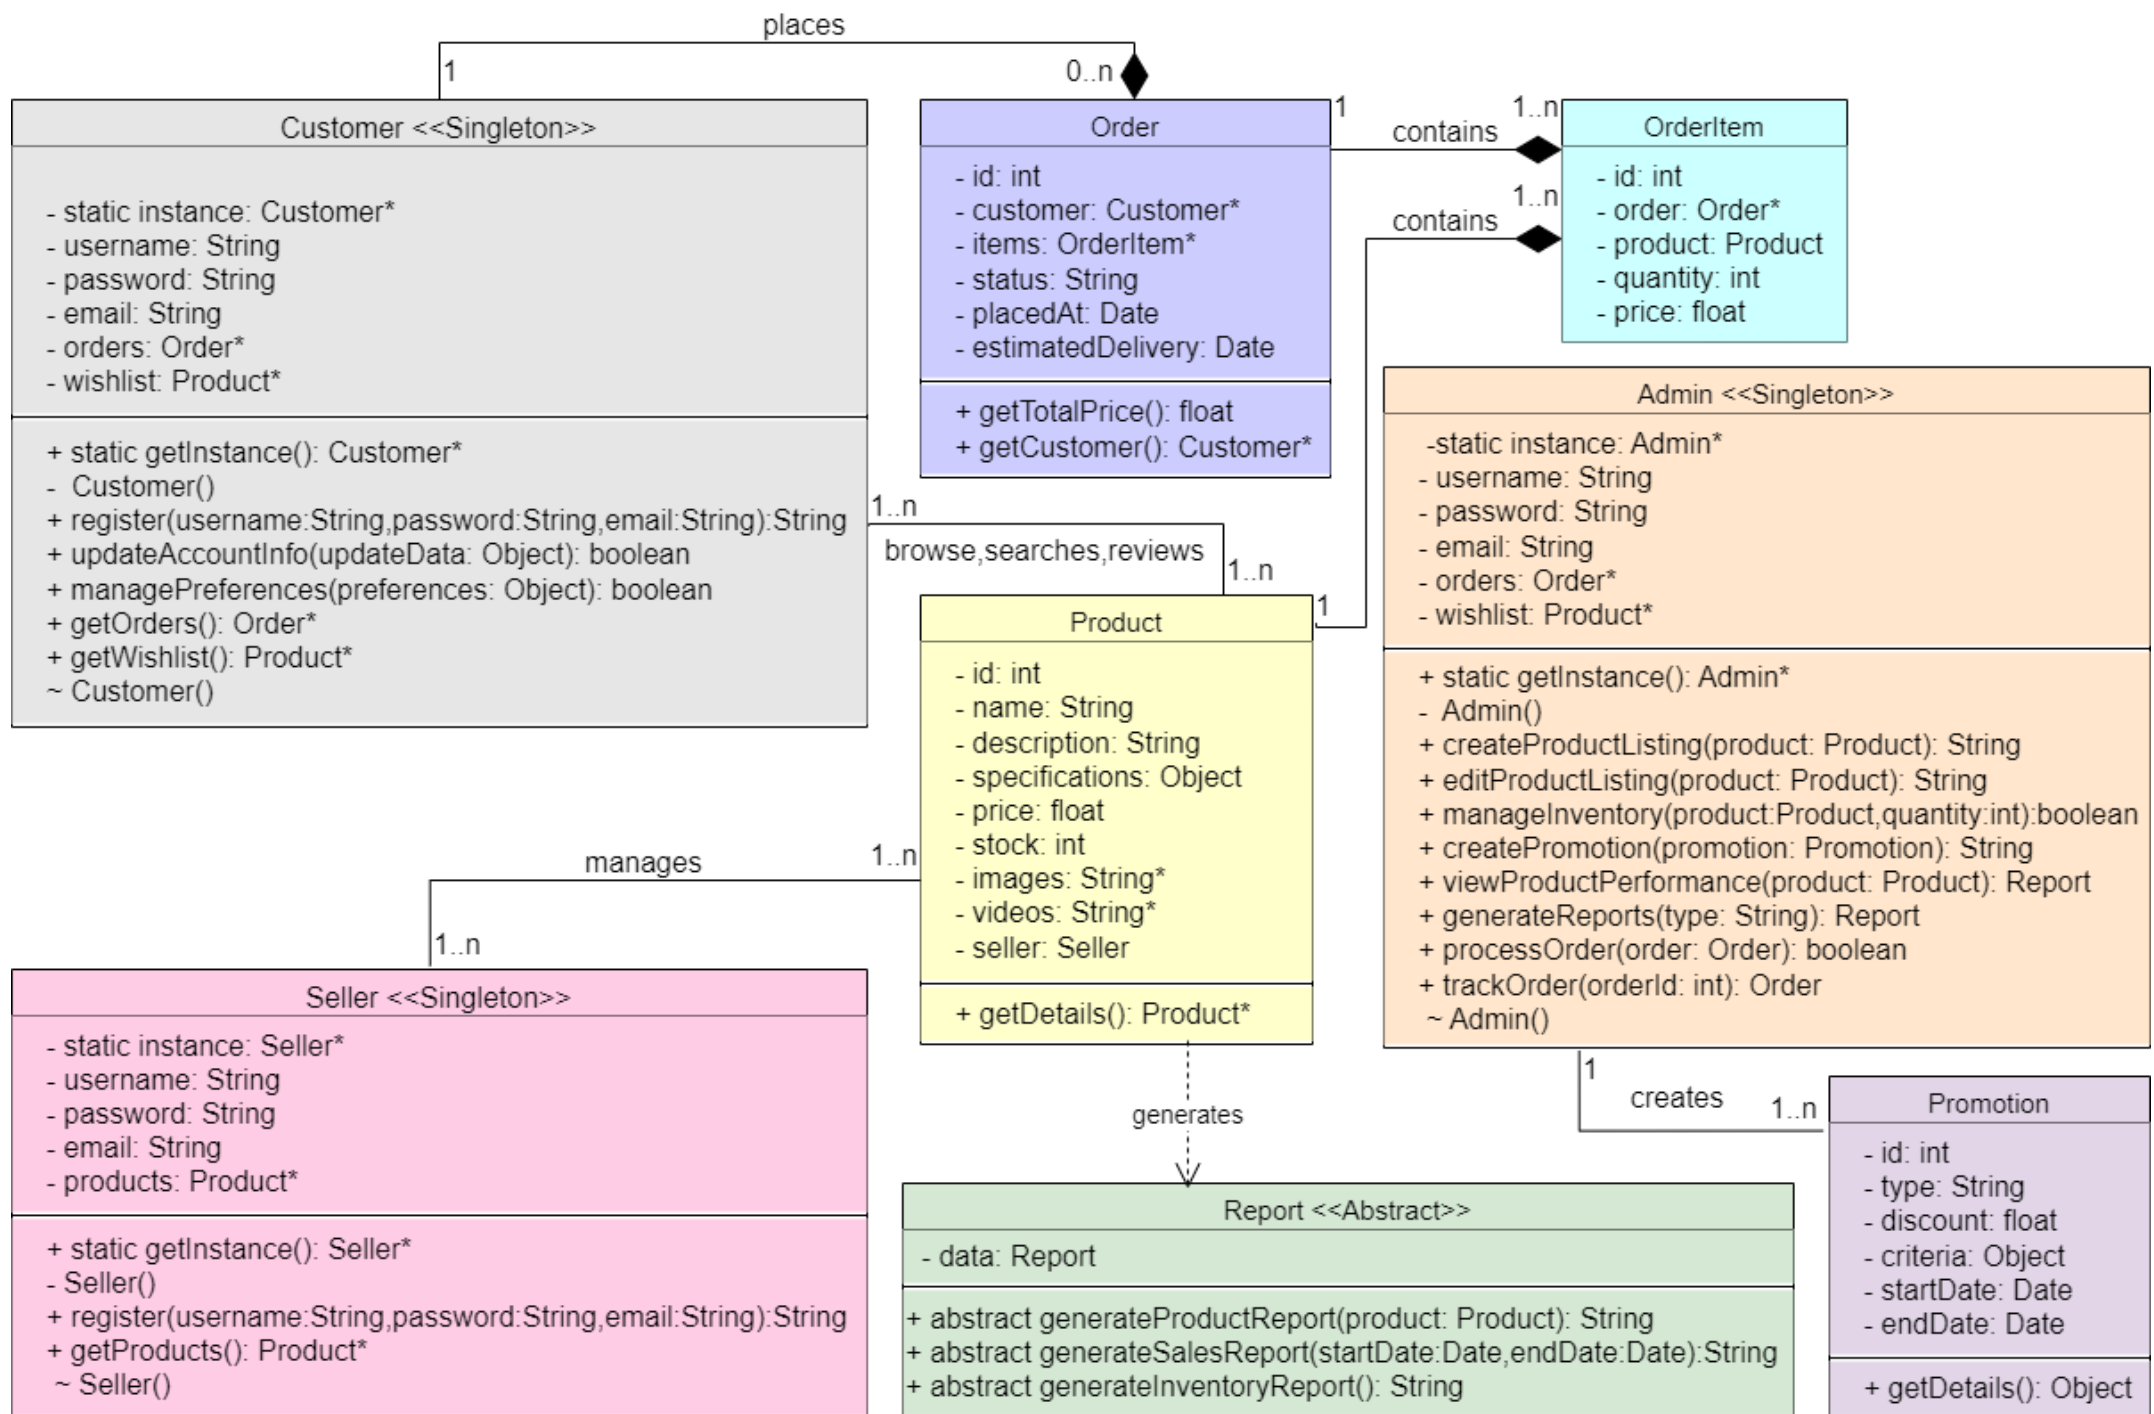 places
1
0..n
Customer <<Singleton>>
- static instance: Customer*
- username: String
- password: String
- email: String
- orders: Order*
- wishlist: Product*
+ static getInstance(): Customer*
- Customer()
+ register(username:String,password:String,email:String):String
+ updateAccountInfo(updateData: Object): boolean
+ managePreferences(preferences: Object): boolean
+ getOrders(): Order*
+ getWishlist(): Product*
~ Customer()
Order
- id: int
- customer: Customer*
- items: OrderItem*
- status: String
- placedAt: Date
- estimatedDelivery: Date
+ getTotalPrice(): float
+ getCustomer(): Customer*
1
contains
1..n
contains
1..n
OrderItem
- id: int
- order: Order*
- product: Product
- quantity: int
- price: float
1..n
browse,searches,reviews
1..n
1
Product
- id: int
- name: String
- description: String
- specifications: Object
- price: float
- stock: int
- images: String*
- videos: String*
- seller: Seller
+ getDetails(): Product*
Admin <<Singleton>>
-static instance: Admin*
- username: String
- password: String
- email: String
- orders: Order*
- wishlist: Product*
+ static getInstance(): Admin*
- Admin()
+ createProductListing(product: Product): String
+ editProductListing(product: Product): String
+ manageInventory(product:Product,quantity:int):boolean
+ createPromotion(promotion: Promotion): String
+ viewProductPerformance(product: Product): Report
+ generateReports(type: String): Report
+ processOrder(order: Order): boolean
+ trackOrder(orderId: int): Order
~ Admin()
manages
1..n
1..n
Seller <<Singleton>>
- static instance: Seller*
- username: String
- password: String
- email: String
- products: Product*
+ static getInstance(): Seller*
- Seller()
+ register(username:String,password:String,email:String):String
+ getProducts(): Product*
~ Seller()
generates
Report <<Abstract>>
- data: Report
+ abstract generateProductReport(product: Product): String
+ abstract generateSalesReport(startDate:Date,endDate:Date):String
+ abstract generateInventoryReport(): String
1
creates
1..n
Promotion
- id: int
- type: String
- discount: float
- criteria: Object
- startDate: Date
- endDate: Date
+ getDetails(): Object